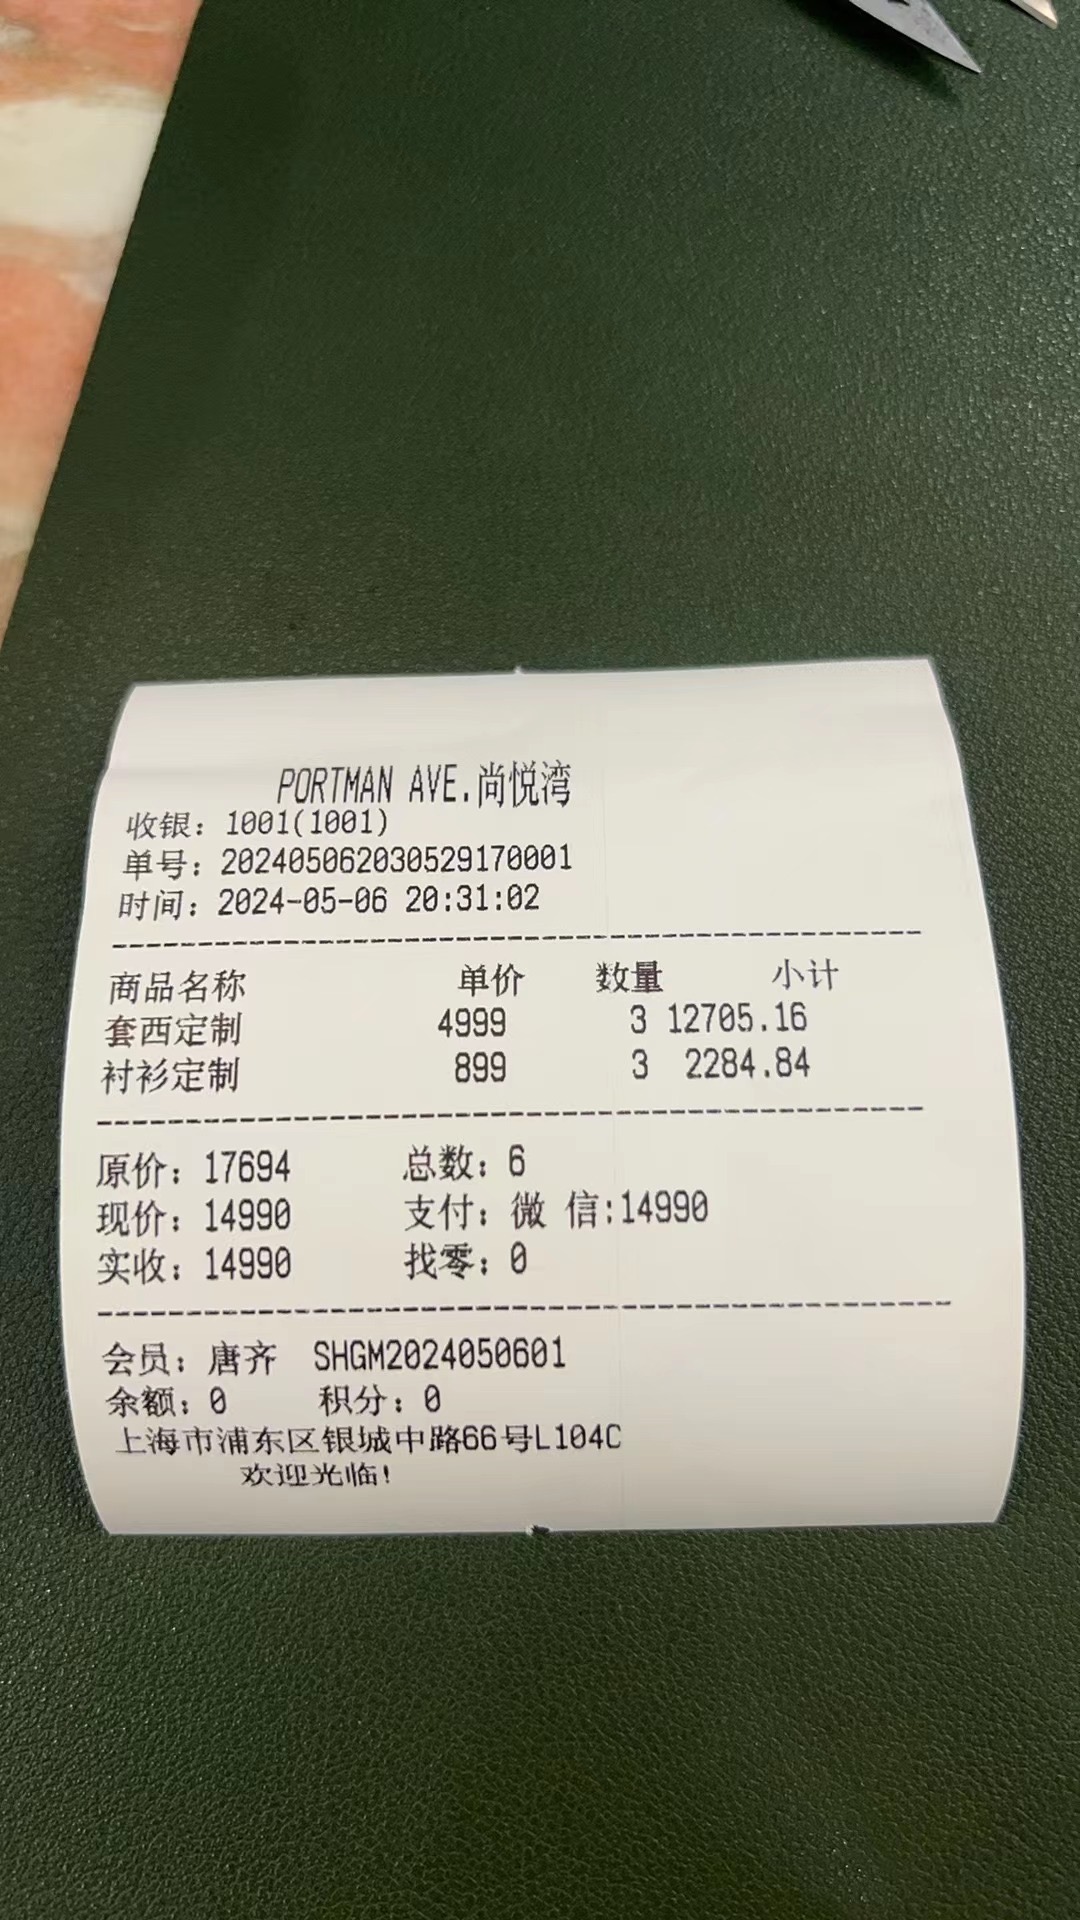 PORTMAN AVE.尚悦湾
收银：1001(1001)
单号：202405062030529170001
时间：2024-05-06 20:31:02
商品名称 单价 数量 小计
套西定制 4999 3 12705.16
衬衫定制 899 3 2284.84
原价：17694 总数：6
现价：14990 支付：微 信:14990
实收：14990 找零：0
会员：唐齐 SHGM2024050601
余额：0 积分：0
上海市浦东区银城中路66号L104C
欢迎光临!